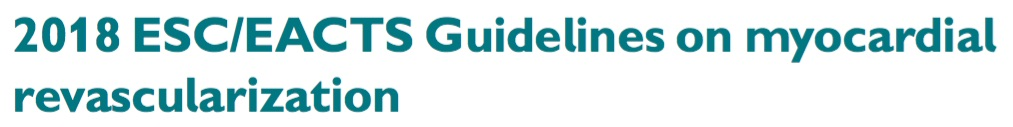 2018 ESC/EACTS Guidelines on myocardial
revascularization